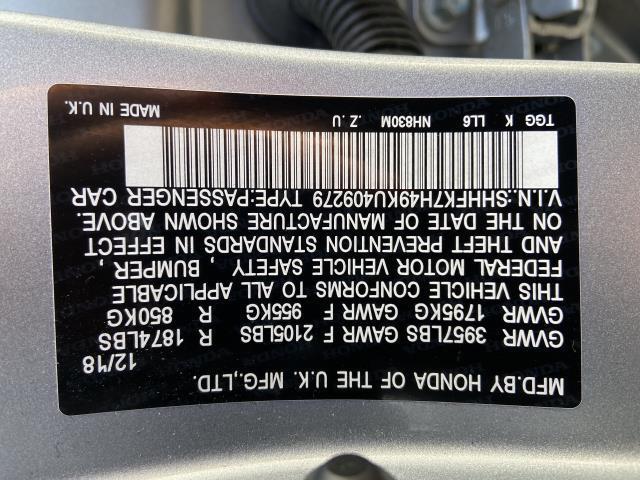 MFD.BY HONDA OF THE U.K. MFG.,LTD.
12/18
GVWR 3957LBS GAWR F 2105LBS R 1874LBS
GVWR 1795KG GAWR F 955KG R 850KG
THIS VEHICLE CONFORMS TO ALL APPLICABLE
FEDERAL MOTOR VEHICLE SAFETY , BUMPER ,
AND THEFT PREVENTION STANDARDS IN EFFECT
ON THE DATE OF MANUFACTURE SHOWN ABOVE.
V.I.N.:SHHFK7H49KU409279 TYPE:PASSENGER CAR
TGG K LL6 NH830M .Z .U U MADE IN U.K.